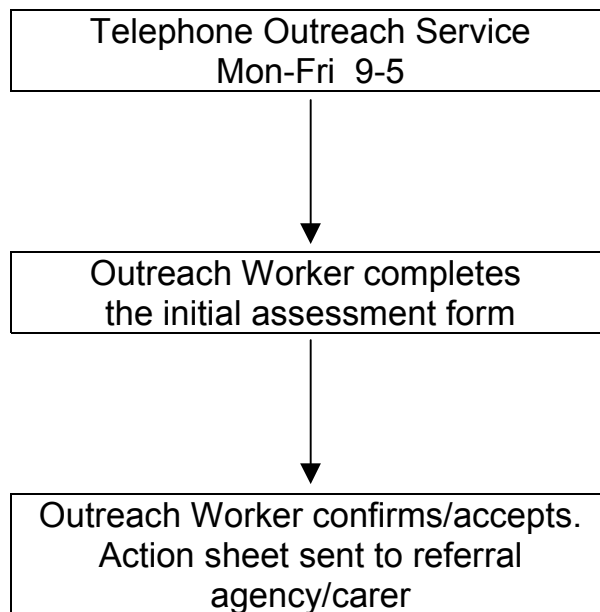 Telephone Outreach Service
Mon-Fri  9-5
Outreach Worker completes
the initial assessment form
Outreach Worker confirms/accepts.
Action sheet sent to referral
agency/carer